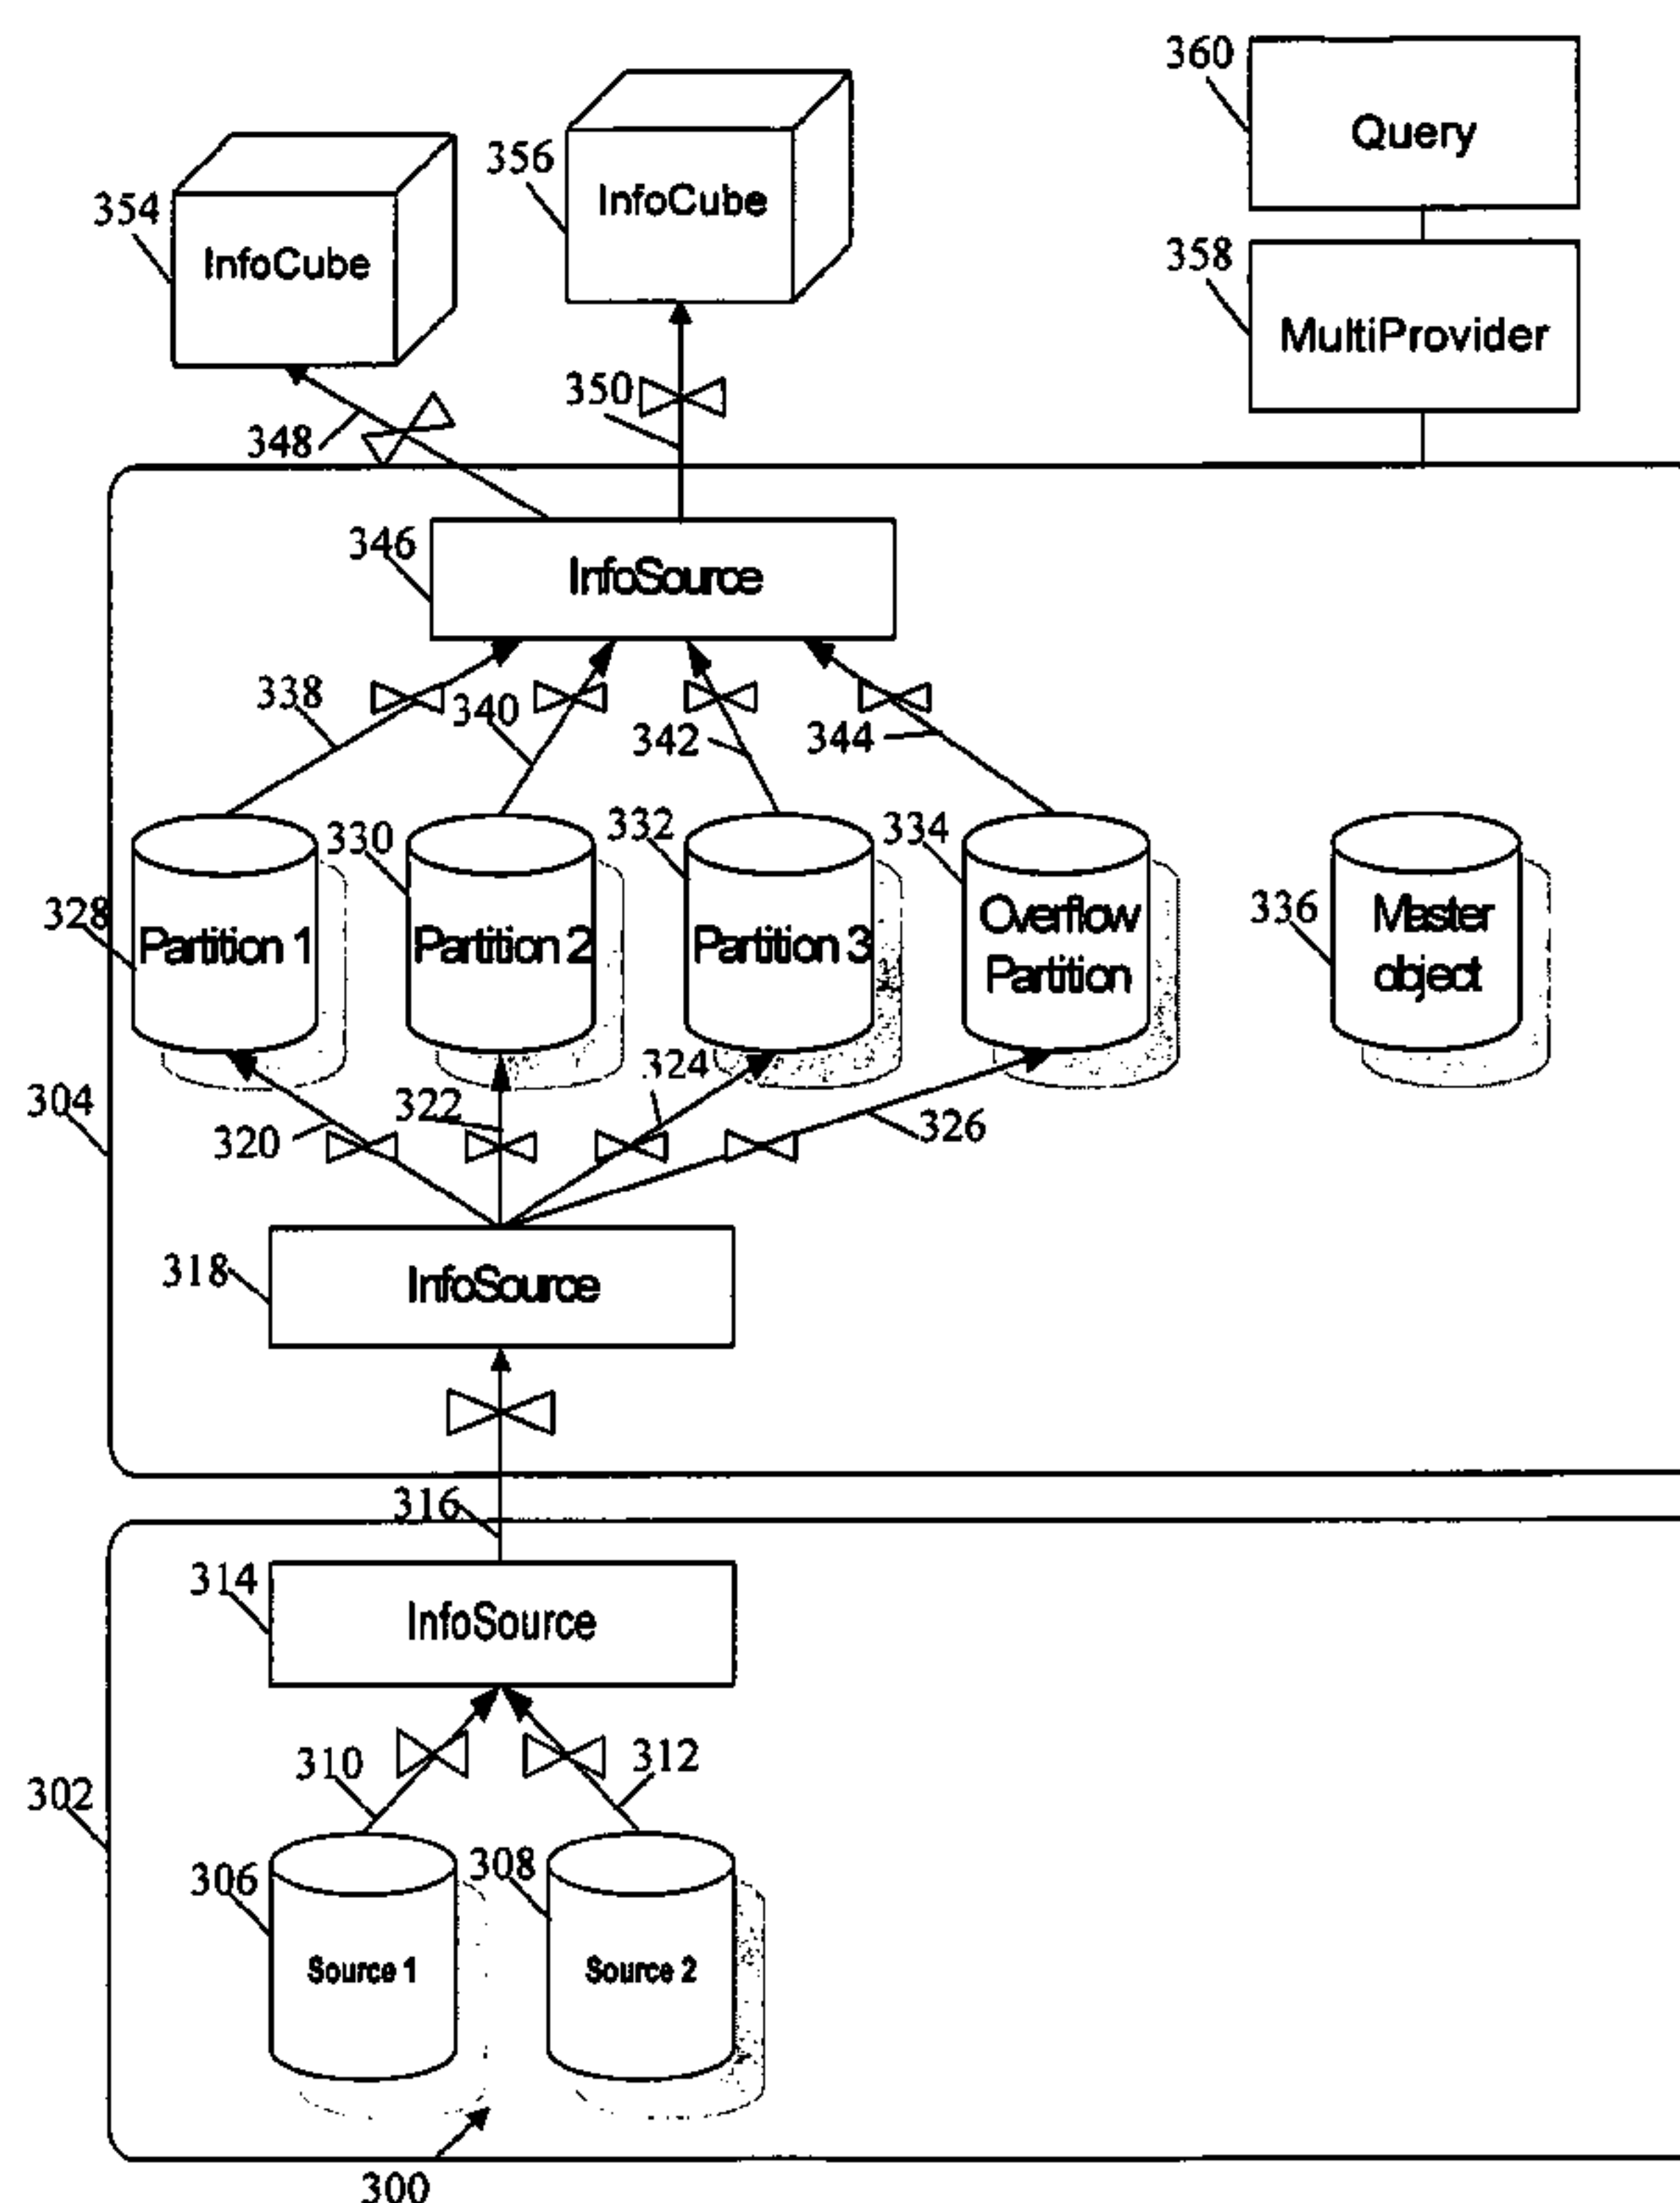 360
Query
356
InfoCube
354
InfoCube
358
MultiProvider
350
348
346
InfoSource
338
340
342
344
328
Partition 1
330
Partition 2
332
Partition 3
334
Overflow
Partition
336
Master
object
304
320
322
324
326
318
InfoSource
316
314
InfoSource
310
312
302
306
Source 1
308
Source 2
300